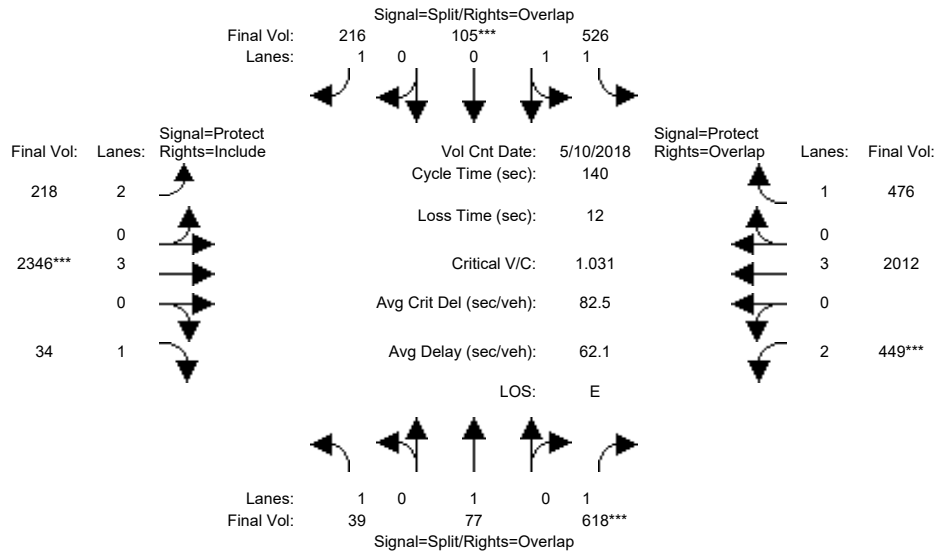 Signal=Split/Rights=Overlap
Final Vol: 216 105*** 526
Lanes: 1 0 0 1 1
Signal=Protect Signal=Protect
Final Vol: Lanes: Rights=Include Vol Cnt Date: 5/10/2018 Rights=Overlap Lanes: Final Vol:
Cycle Time (sec): 140
218 2 1 476
Loss Time (sec): 12
0 0
2346*** 3 Critical V/C: 1.031 3 2012
0 Avg Crit Del (sec/veh): 82.5 0
34 1 Avg Delay (sec/veh): 62.1 2 449***
LOS: E
Lanes: 1 0 1 0 1
Final Vol: 39 77 618***
Signal=Split/Rights=Overlap